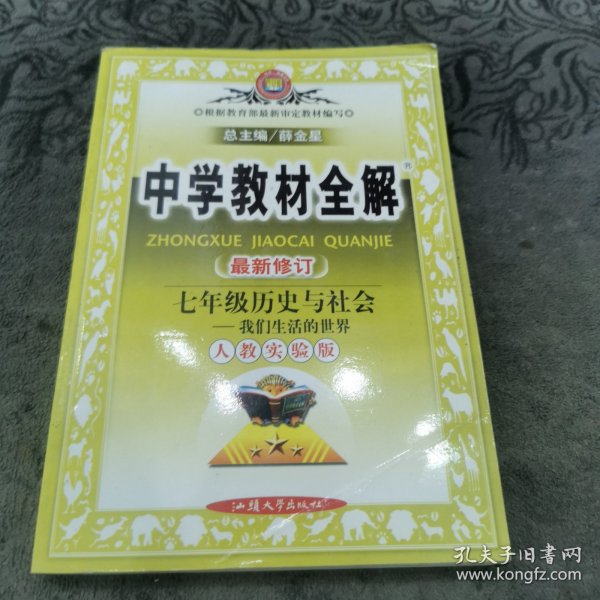 ◎根据教育部最新审定教材编写◎
总主编/薛金星
中学教材全解®
ZHONGXUE JIAOCAI QUANJIE
最新修订
七年级历史与社会
——我们生活的世界
人教实验版
汕头大学出版社
孔夫子旧书网
www.kongfz.com